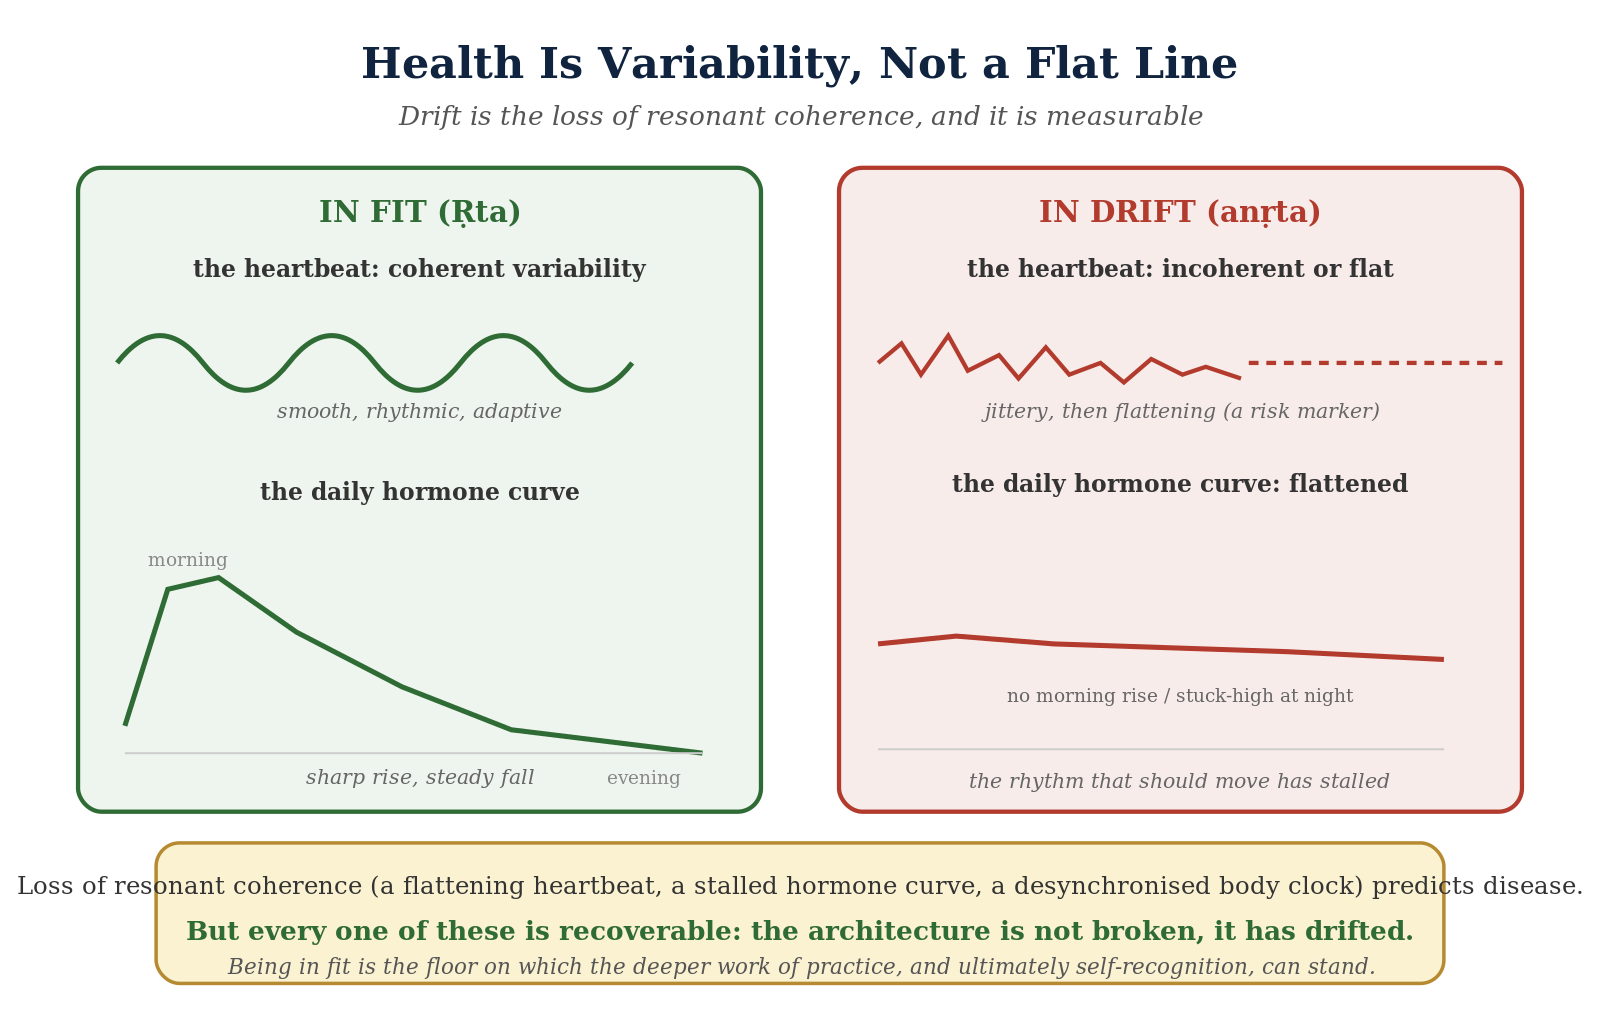 Health Is Variability, Not a Flat Line
Drift is the loss of resonant coherence, and it is measurable
IN FIT (Ṛta)
the heartbeat: coherent variability
smooth, rhythmic, adaptive
the daily hormone curve
morning
sharp rise, steady fall
evening
IN DRIFT (anṛta)
the heartbeat: incoherent or flat
jittery, then flattening (a risk marker)
the daily hormone curve: flattened
no morning rise / stuck-high at night
the rhythm that should move has stalled
Loss of resonant coherence (a flattening heartbeat, a stalled hormone curve, a desynchronised body clock) predicts disease.
But every one of these is recoverable: the architecture is not broken, it has drifted.
Being in fit is the floor on which the deeper work of practice, and ultimately self-recognition, can stand.